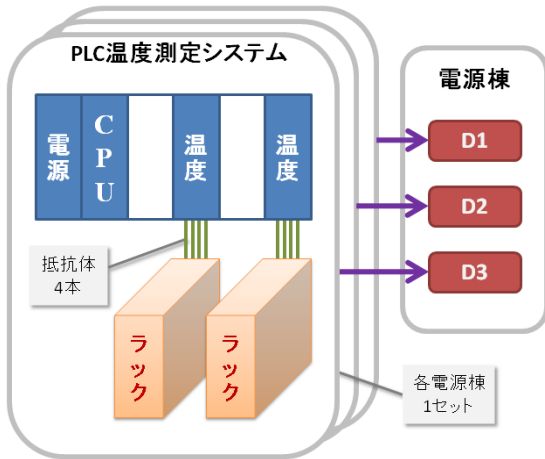 PLC温度測定システム
電源
CPU
温度
温度
抵抗体
4本
ラック
ラック
電源棟
D1
D2
D3
各電源棟
1セット